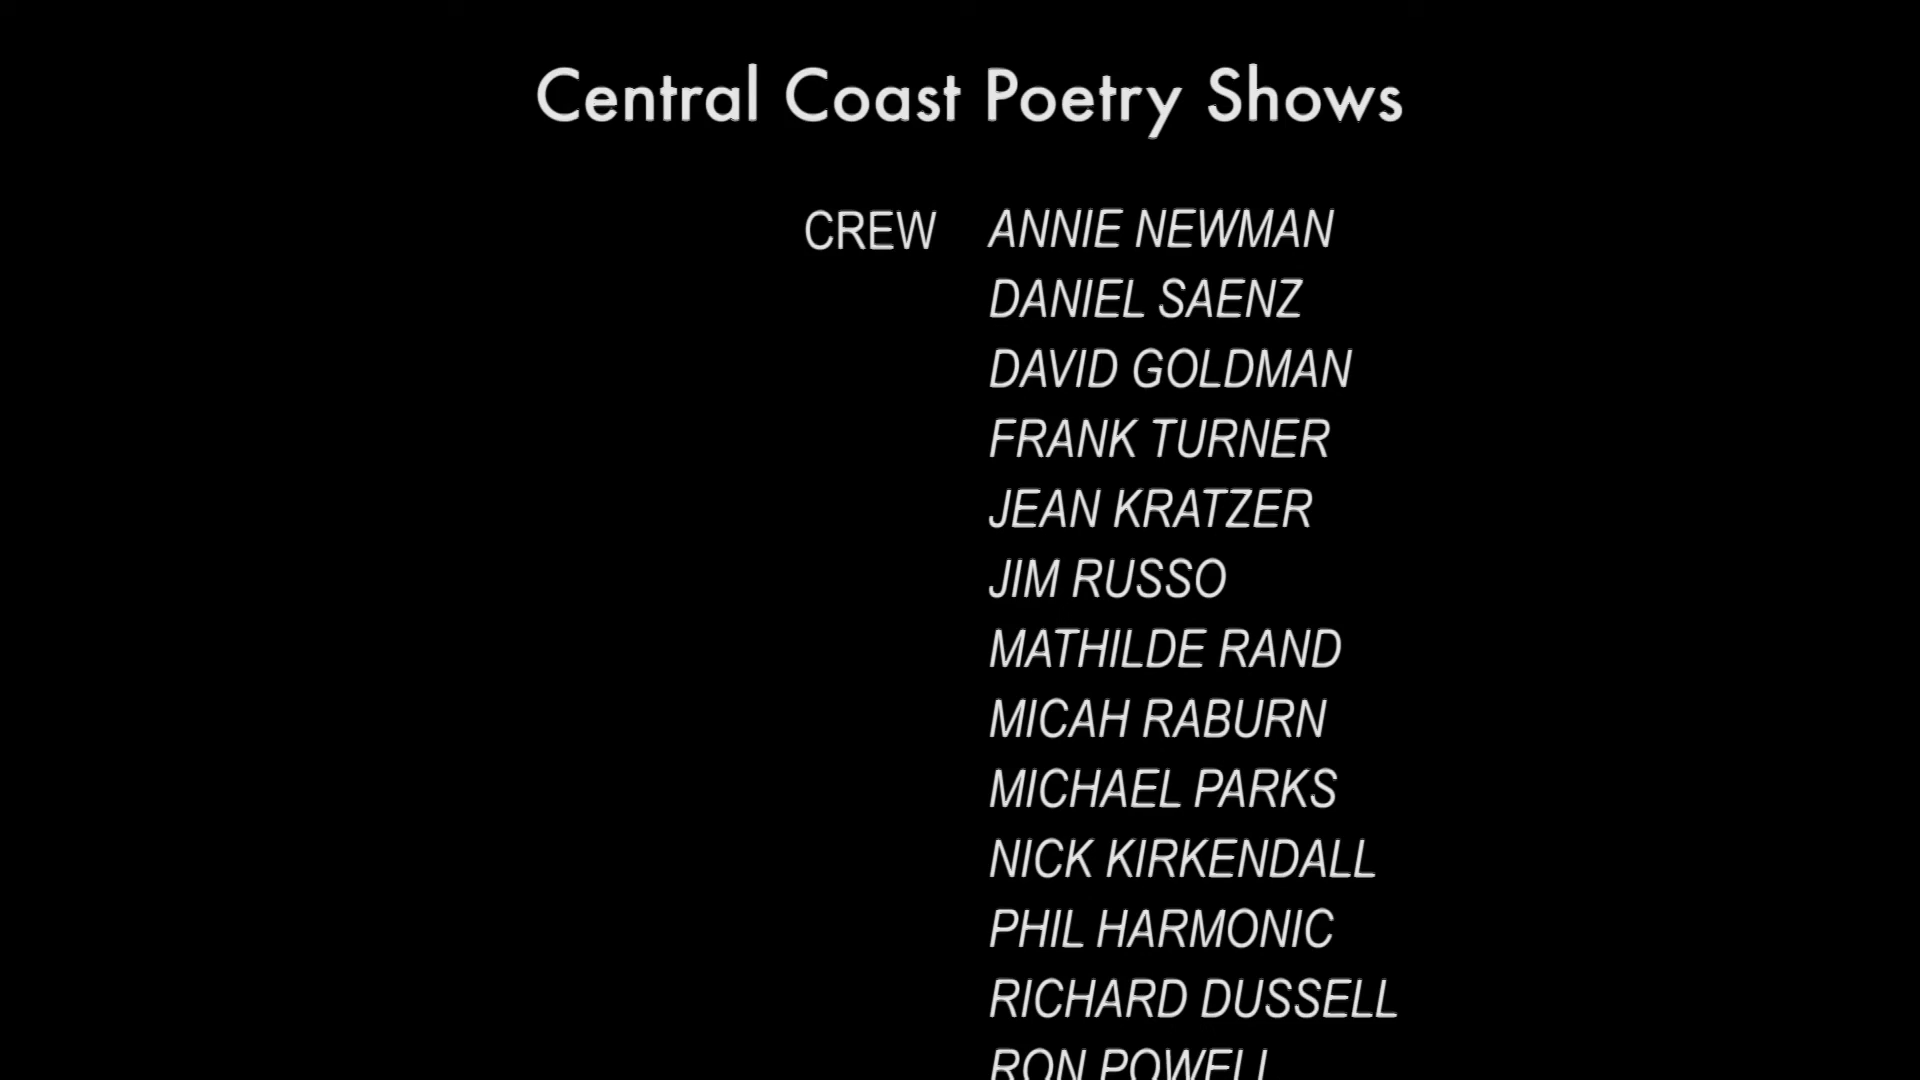 Central Coast Poetry Shows
CREW ANNIE NEWMAN
DANIEL SAENZ
DAVID GOLDMAN
FRANK TURNER
JEAN KRATZER
JIM RUSSO
MATHILDE RAND
MICAH RABURN
MICHAEL PARKS
NICK KIRKENDALL
PHIL HARMONIC
RICHARD DUSSELL
RON POWELL